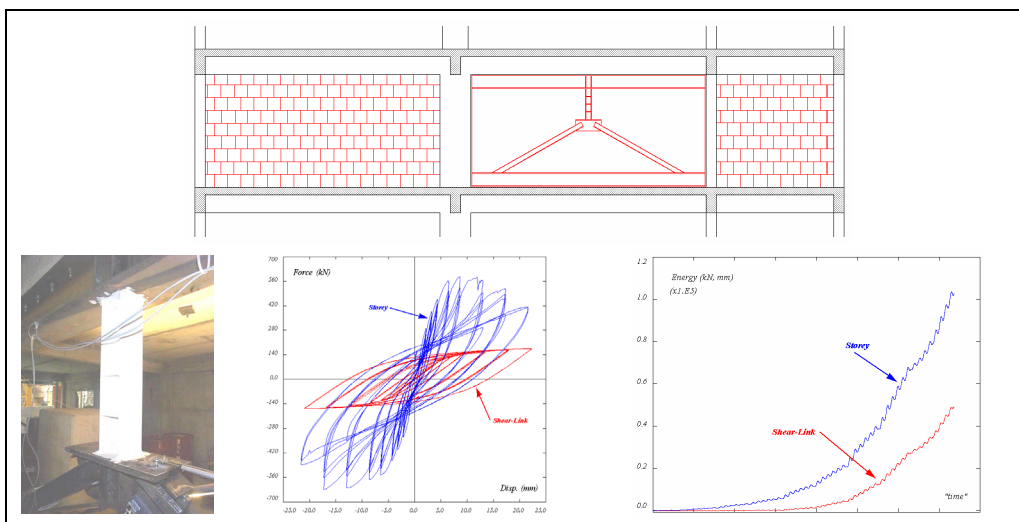 700
Force (kN)
560
Storey
420
280
140
0.0
-140
-280
Shear-Link
-420
-560
Disp. (mm)
-700
-25.0 -20.0 -15.0 -10.0 -5.0 0.0 5.0 10.0 15.0 20.0 25.0
1.2
Energy (kN, mm)
(x1.E5)
1.0
0.8
Storey
0.6
0.4
Shear-Link
0.2
0.0
"time"